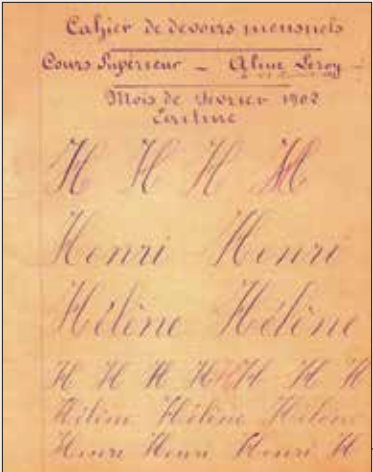 Cahier de devoirs mensuels
Cours Supérieur - Aline Leroy
Mois de Février 1902
Ecriture
H H H H
Henri Henri
Hélène Hélène
H H H H H H H
Hélène Hélène Hélène
Henri Henri Henri H